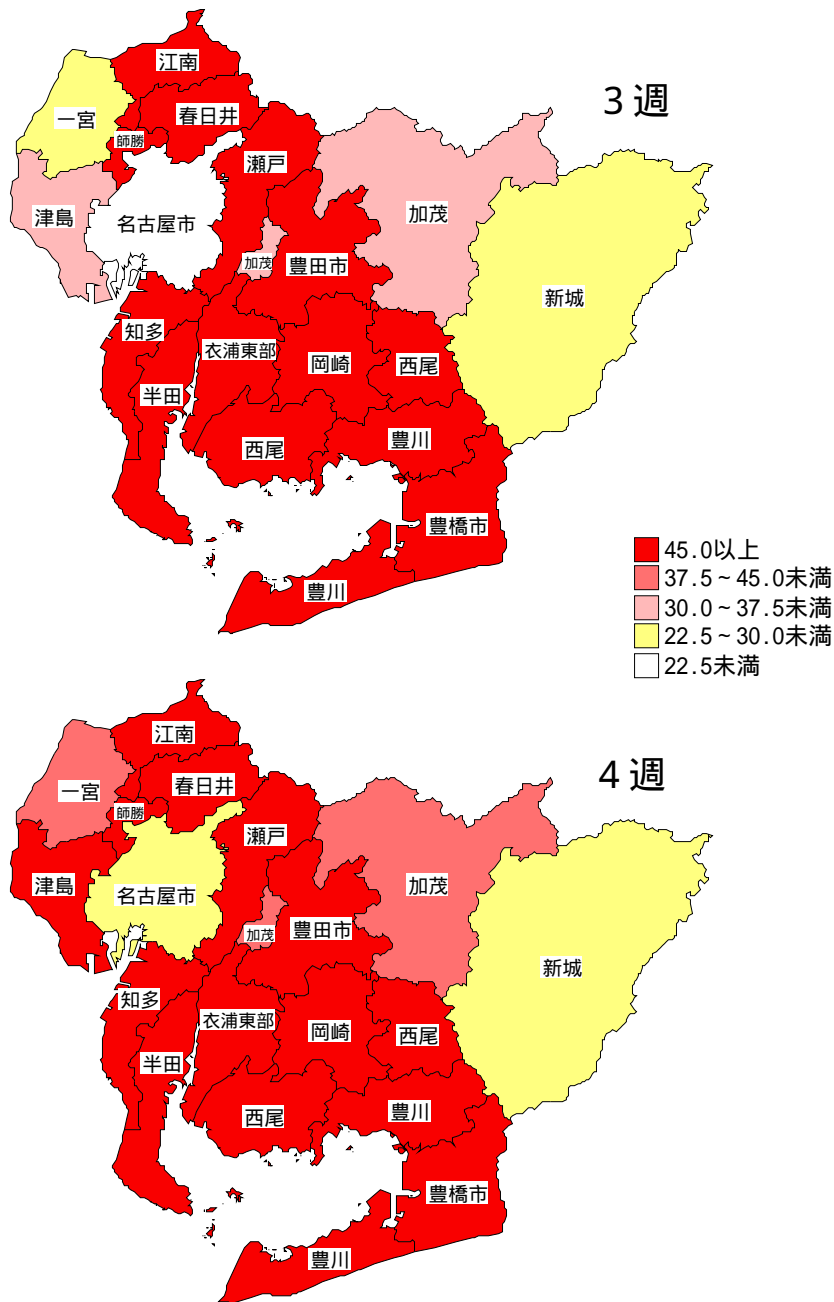 3週
江南
一宮
春日井
師勝
瀬戸
津島
名古屋市
加茂
加茂
豊田市
新城
知多
衣浦東部
岡崎
西尾
半田
西尾
豊川
豊橋市
豊川
45.0以上
37.5~45.0未満
30.0~37.5未満
22.5~30.0未満
22.5未満
4週
江南
一宮
春日井
師勝
瀬戸
津島
名古屋市
加茂
加茂
豊田市
新城
知多
衣浦東部
岡崎
西尾
半田
西尾
豊川
豊橋市
豊川